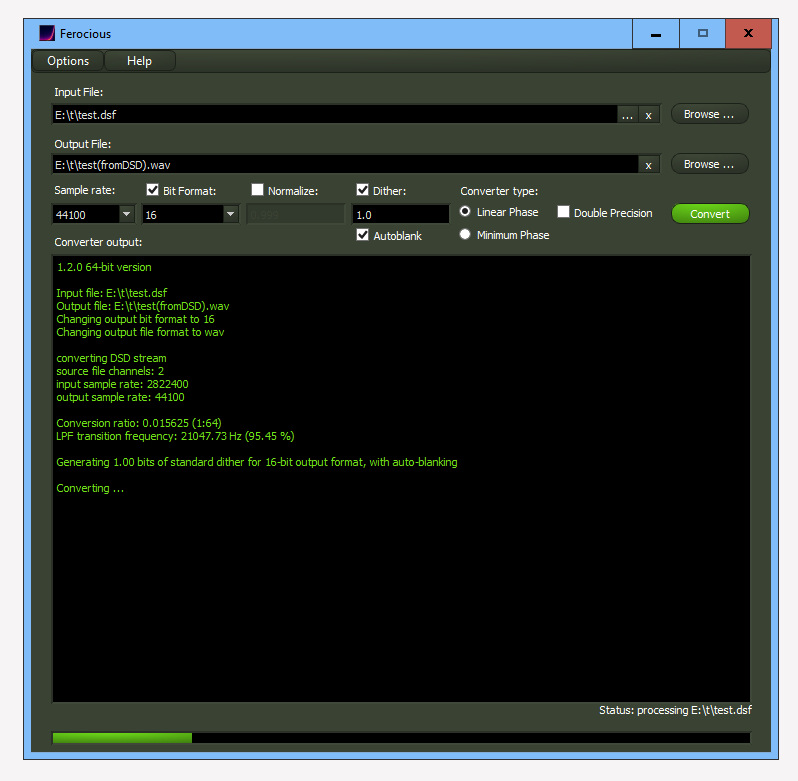 Ferocious
Options Help
Input File:
E:\t\test.dsf ... x Browse ...
Output File:
E:\t\test(fromDSD).wav x Browse ...
Sample rate: Bit Format: Normalize: Dither: Converter type:
44100 16 0.999 1.0 Linear Phase Double Precision Convert
Autoblank Minimum Phase
Converter output:
1.2.0 64-bit version
Input file: E:\t\test.dsf
Output file: E:\t\test(fromDSD).wav
Changing output bit format to 16
Changing output file format to wav
converting DSD stream
source file channels: 2
input sample rate: 2822400
output sample rate: 44100
Conversion ratio: 0.015625 (1:64)
LPF transition frequency: 21047.73 Hz (95.45 %)
Generating 1.00 bits of standard dither for 16-bit output format, with auto-blanking
Converting ...
Status: processing E:\t\test.dsf